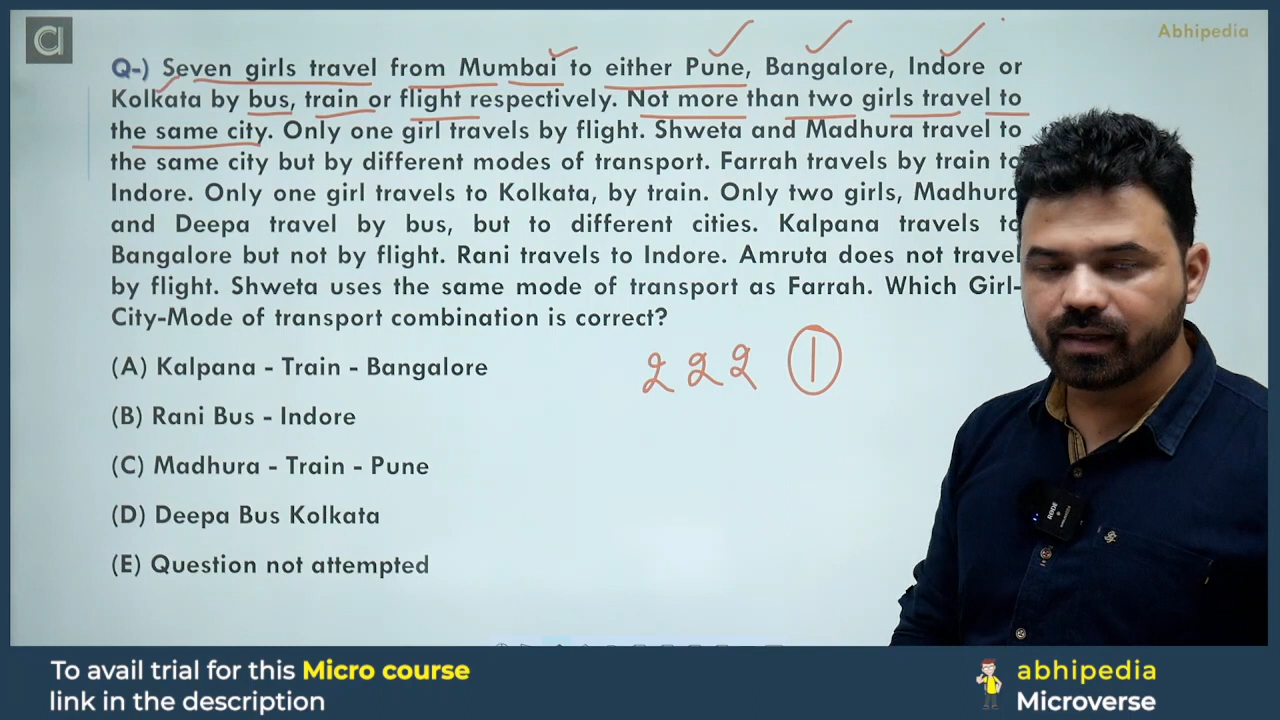 Abhipedia
Q-) Seven girls travel from Mumbai to either Pune, Bangalore, Indore or
Kolkata by bus, train or flight respectively. Not more than two girls travel to
the same city. Only one girl travels by flight. Shweta and Madhura travel to
the same city but by different modes of transport. Farrah travels by train to
Indore. Only one girl travels to Kolkata, by train. Only two girls, Madhura
and Deepa travel by bus, but to different cities. Kalpana travels to
Bangalore but not by flight. Rani travels to Indore. Amruta does not travel
by flight. Shweta uses the same mode of transport as Farrah. Which Girl-
City-Mode of transport combination is correct?
(A) Kalpana - Train - Bangalore
2 2 2 1
(B) Rani Bus - Indore
(C) Madhura - Train - Pune
(D) Deepa Bus Kolkata
(E) Question not attempted
To avail trial for this Micro course
link in the description
abhipedia
Microverse